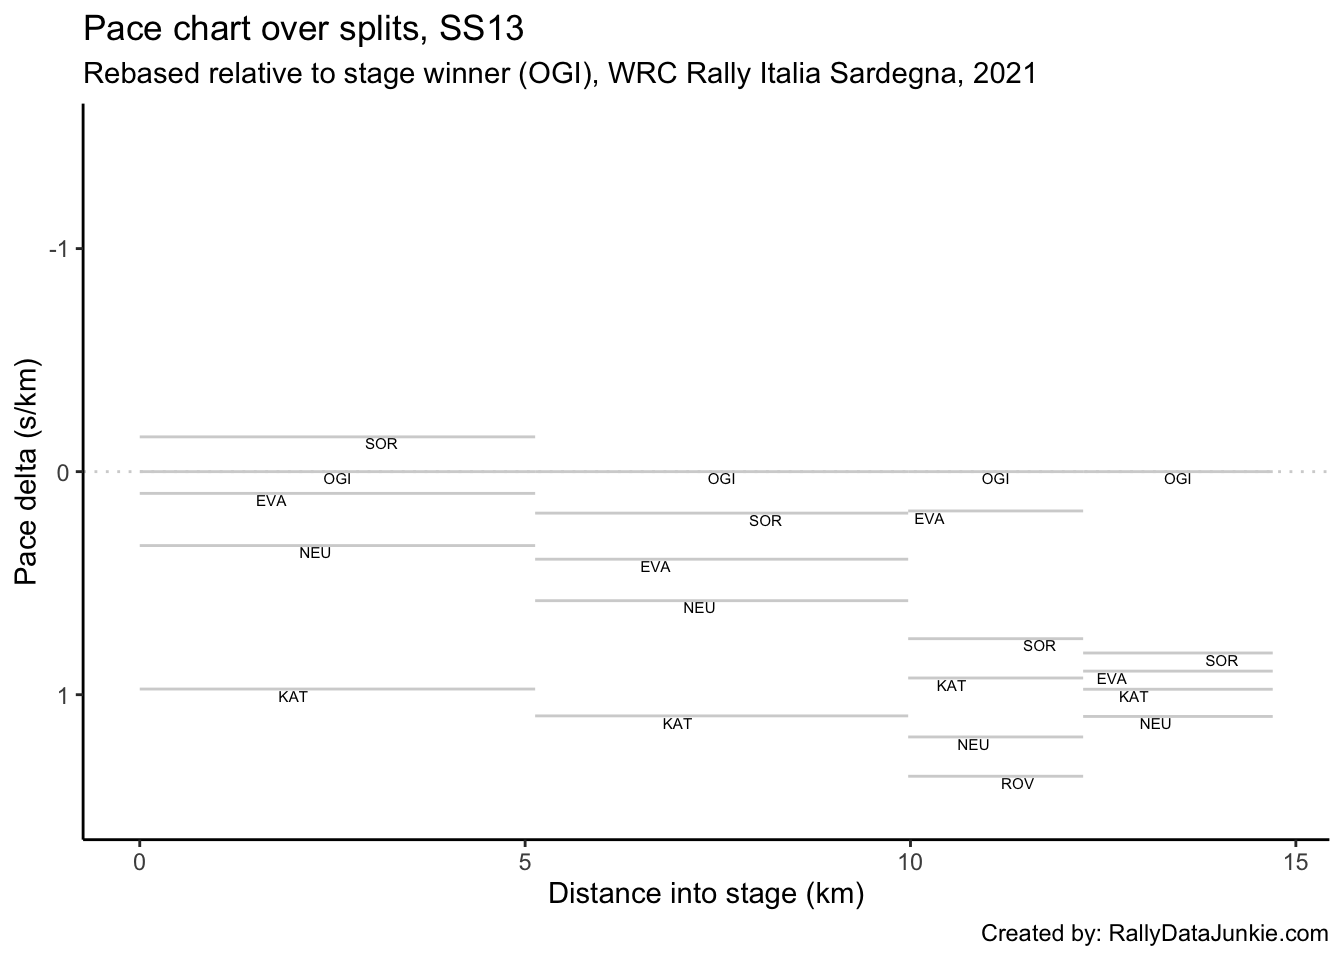 Pace chart over splits, SS13
Rebased relative to stage winner (OGI), WRC Rally Italia Sardegna, 2021
Pace delta (s/km)
-1
0
1
SOR
OGI
OGI
OGI
OGI
EVA
SOR
EVA
NEU
EVA
NEU
SOR
SOR
KAT
EVA
KAT
KAT
KAT
NEU
NEU
ROV
0
5
10
15
Distance into stage (km)
Created by: RallyDataJunkie.com